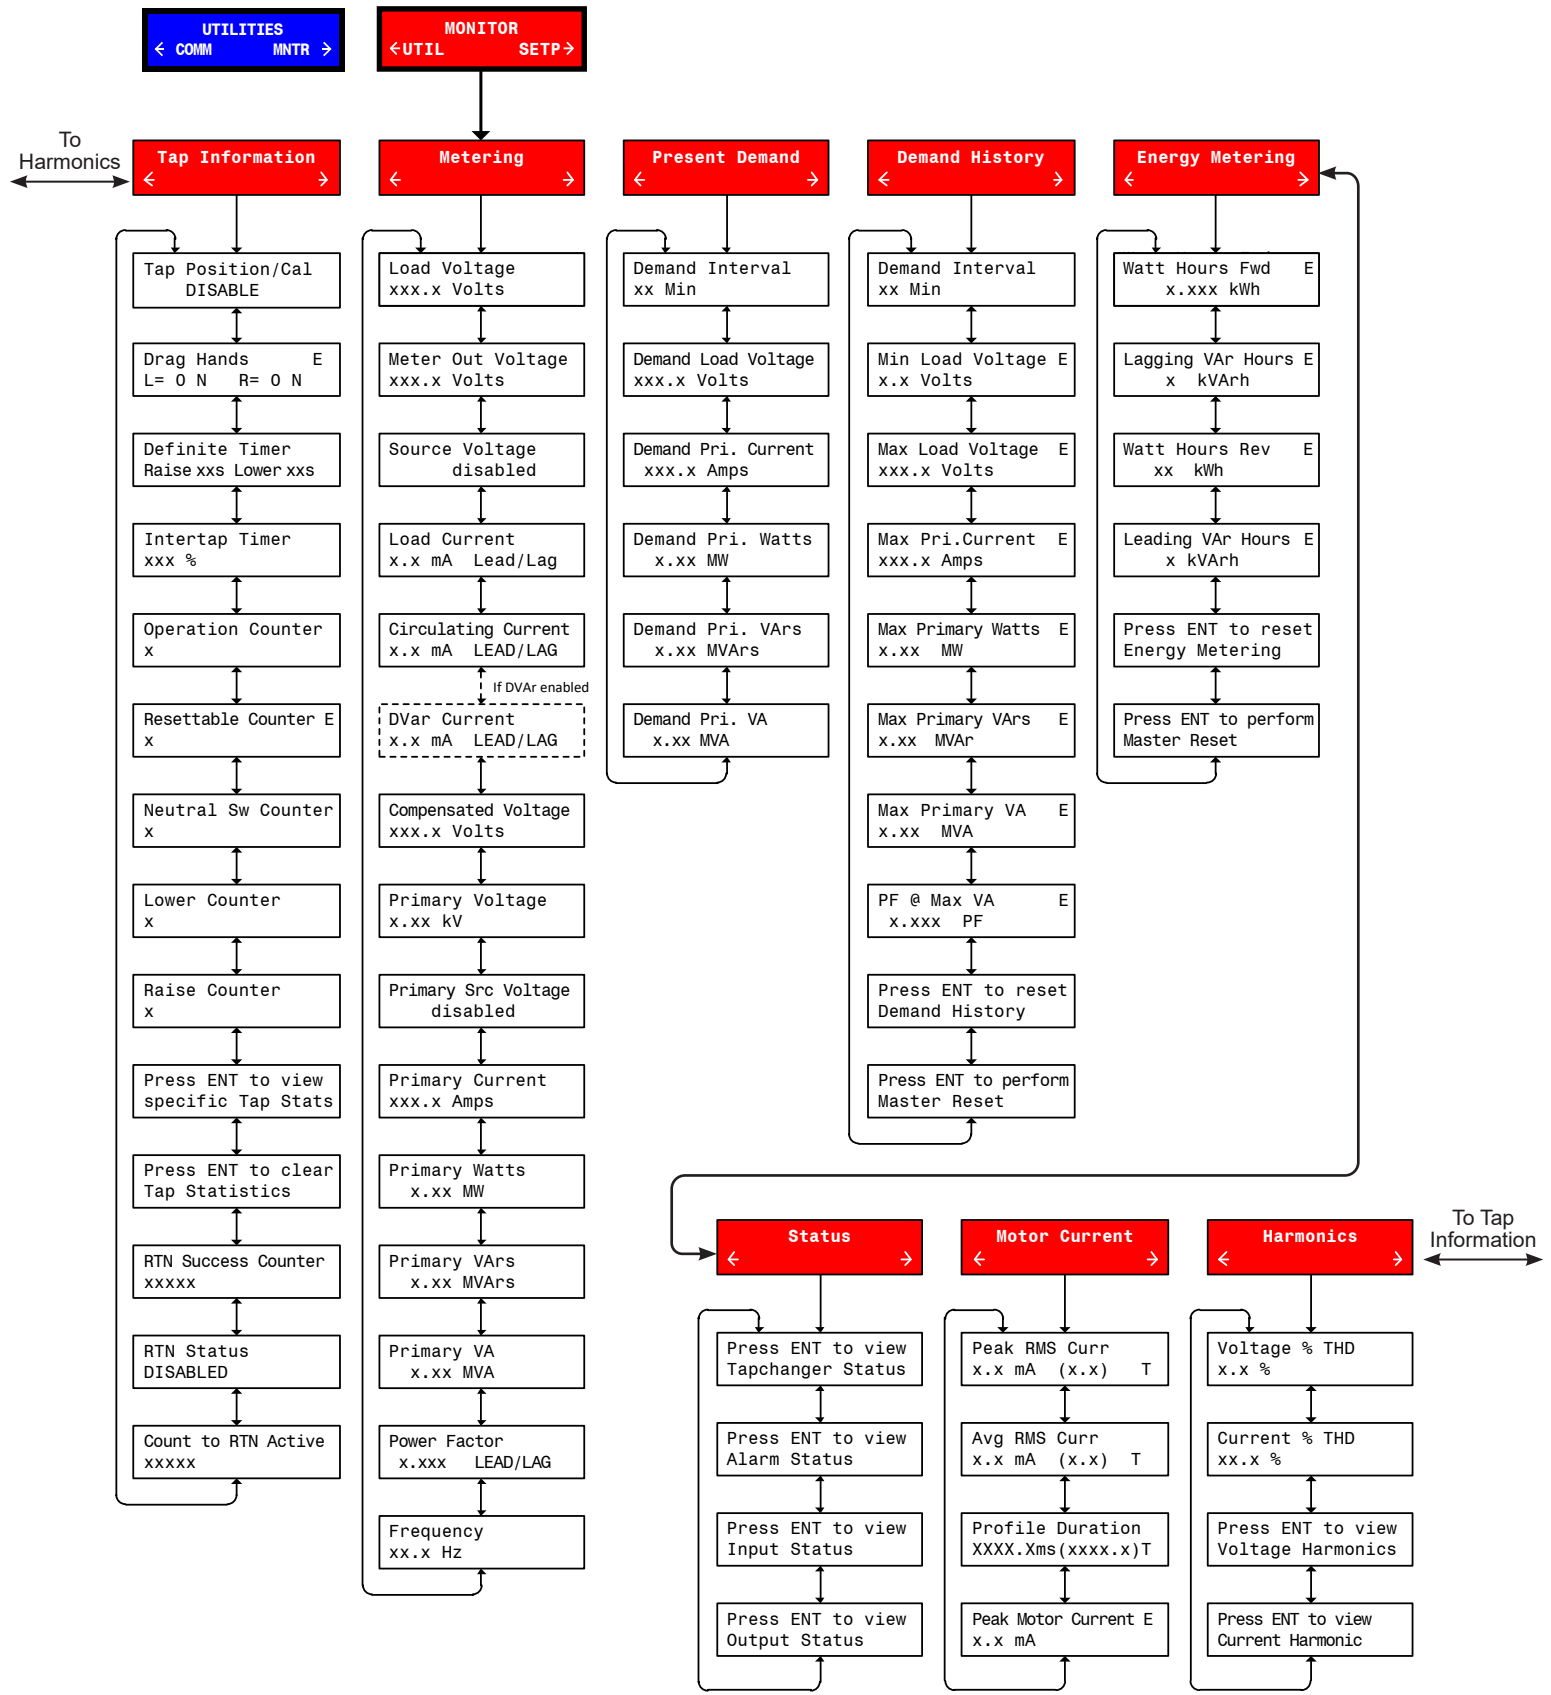 UTILITIES
← COMM MNTR →
MONITOR
←UTIL SETP→
To
Harmonics
Tap Information
← →
Tap Position/Cal
DISABLE
Drag Hands E
L= O N R= O N
Definite Timer
Raise xxs Lower xxs
Intertap Timer
xxx %
Operation Counter
x
Resettable Counter E
x
Neutral Sw Counter
x
Lower Counter
x
Raise Counter
x
Press ENT to view
specific Tap Stats
Press ENT to clear
Tap Statistics
RTN Success Counter
xxxxx
RTN Status
DISABLED
Count to RTN Active
xxxxx
Metering
← →
Load Voltage
xxx.x Volts
Meter Out Voltage
xxx.x Volts
Source Voltage
disabled
Load Current
x.x mA Lead/Lag
Circulating Current
x.x mA LEAD/LAG
If DVAr enabled
DVar Current
x.x mA LEAD/LAG
Compensated Voltage
xxx.x Volts
Primary Voltage
x.xx kV
Primary Src Voltage
disabled
Primary Current
xxx.x Amps
Primary Watts
x.xx MW
Primary VArs
x.xx MVArs
Primary VA
x.xx MVA
Power Factor
x.xxx LEAD/LAG
Frequency
xx.x Hz
Present Demand
← →
Demand Interval
xx Min
Demand Load Voltage
xxx.x Volts
Demand Pri. Current
xxx.x Amps
Demand Pri. Watts
x.xx MW
Demand Pri. VArs
x.xx MVArs
Demand Pri. VA
x.xx MVA
Demand History
← →
Demand Interval
xx Min
Min Load Voltage E
x.x Volts
Max Load Voltage E
xxx.x Volts
Max Pri.Current E
xxx.x Amps
Max Primary Watts E
x.xx MW
Max Primary VArs E
x.xx MVAr
Max Primary VA E
x.xx MVA
PF @ Max VA E
x.xxx PF
Press ENT to reset
Demand History
Press ENT to perform
Master Reset
Energy Metering
← →
Watt Hours Fwd E
x.xxx kWh
Lagging VAr Hours E
x kVArh
Watt Hours Rev E
xx kWh
Leading VAr Hours E
x kVArh
Press ENT to reset
Energy Metering
Press ENT to perform
Master Reset
Status
← →
Press ENT to view
Tapchanger Status
Press ENT to view
Alarm Status
Press ENT to view
Input Status
Press ENT to view
Output Status
Motor Current
← →
Peak RMS Curr
x.x mA (x.x) T
Avg RMS Curr
x.x mA (x.x) T
Profile Duration
XXXX.Xms(xxxx.x)T
Peak Motor Current E
x.x mA
Harmonics
← →
Voltage % THD
x.x %
Current % THD
xx.x %
Press ENT to view
Voltage Harmonics
Press ENT to view
Current Harmonic
To Tap
Information